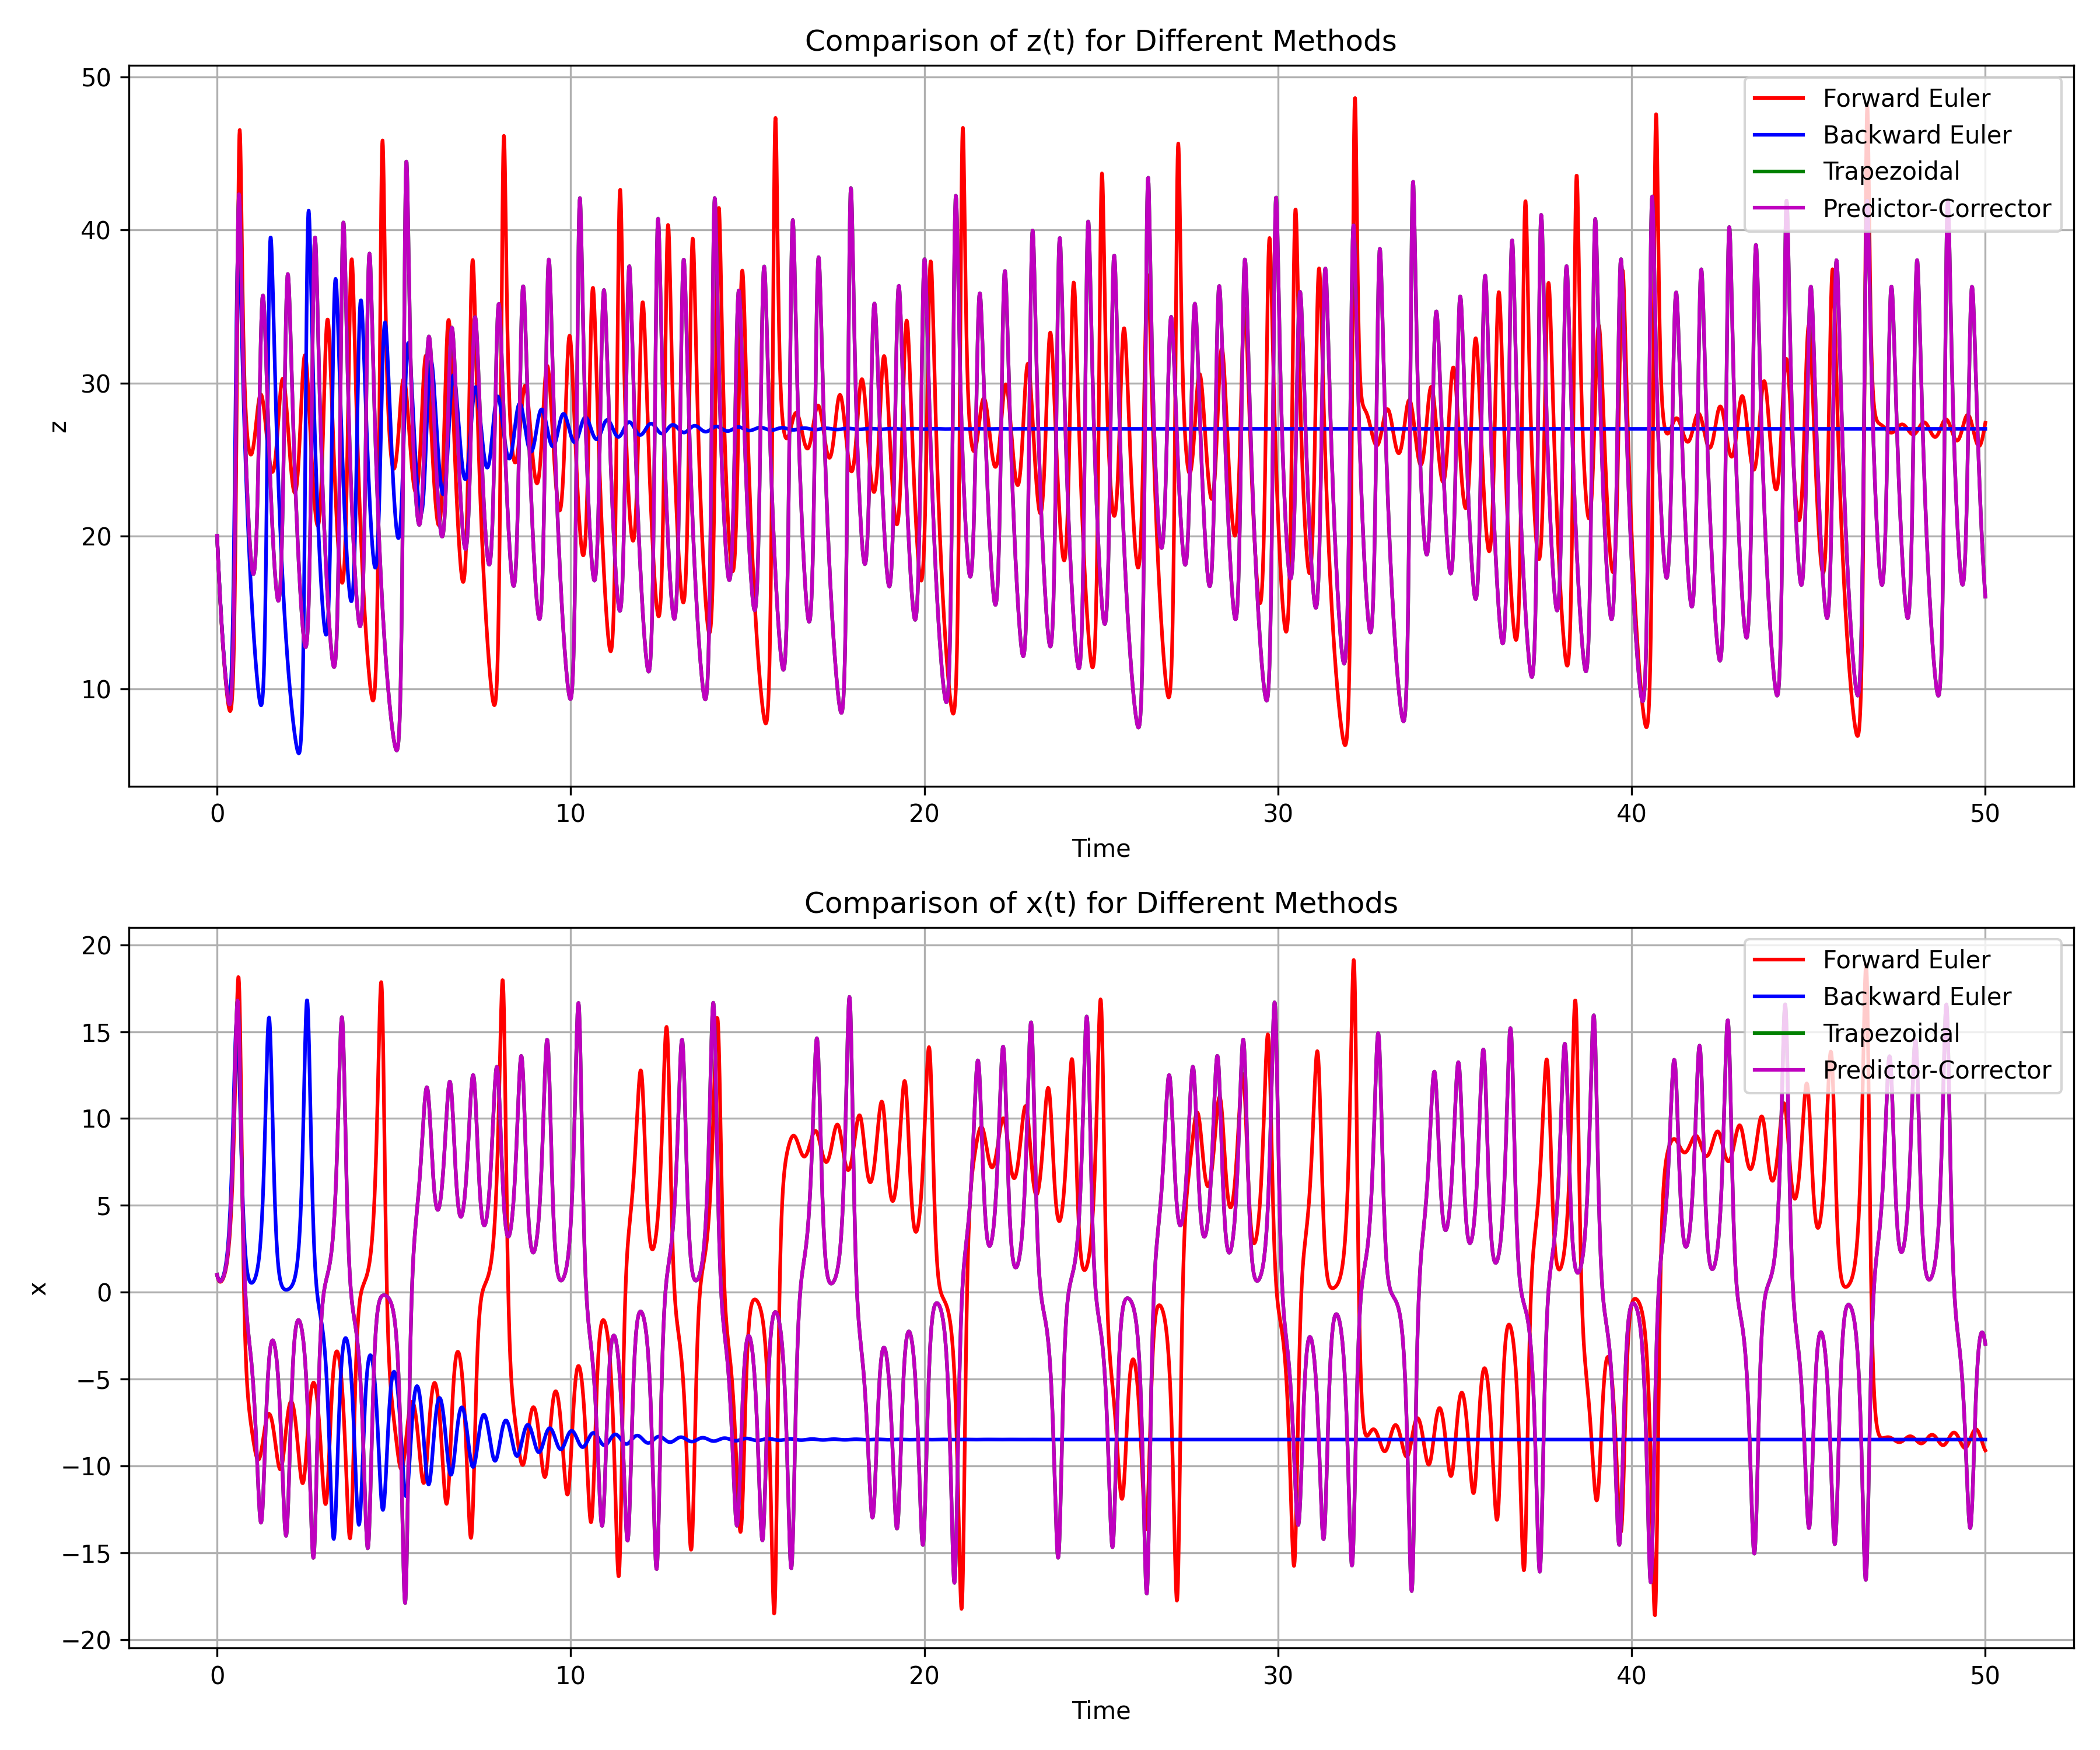 Comparison of z(t) for Different Methods
50
40
30
20
10
z
0
10
20
30
40
50
Time
Forward Euler
Backward Euler
Trapezoidal
Predictor-Corrector
Comparison of x(t) for Different Methods
20
15
10
5
0
−5
−10
−15
−20
x
0
10
20
30
40
50
Time
Forward Euler
Backward Euler
Trapezoidal
Predictor-Corrector